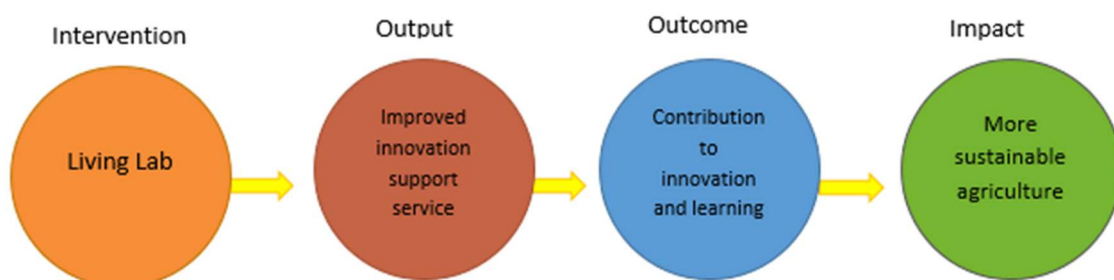 Intervention
Output
Outcome
Impact
Living Lab
Improved
innovation
support
service
Contribution
to
innovation
and learning
More
sustainable
agriculture